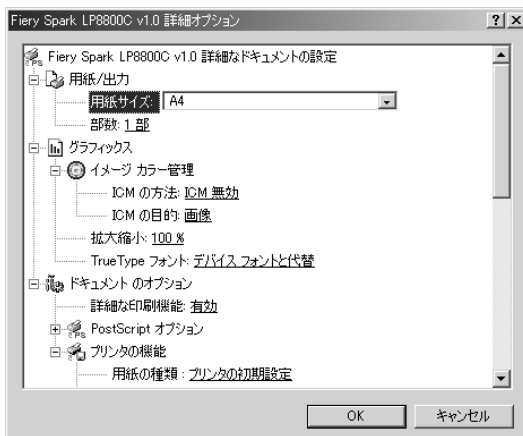 Fiery Spark LP8800C v1.0 詳細オプション
Fiery Spark LP8800C v1.0 詳細なドキュメントの設定
用紙/出力
用紙サイズ: A4
部数: 1 部
グラフィックス
イメージ カラー管理
ICM の方法: ICM 無効
ICM の目的: 画像
拡大縮小: 100 %
TrueType フォント: デバイス フォントと代替
ドキュメント のオプション
詳細な印刷機能: 有効
PostScript オプション
プリンタの機能
用紙の種類 : プリンタの初期設定
OK キャンセル